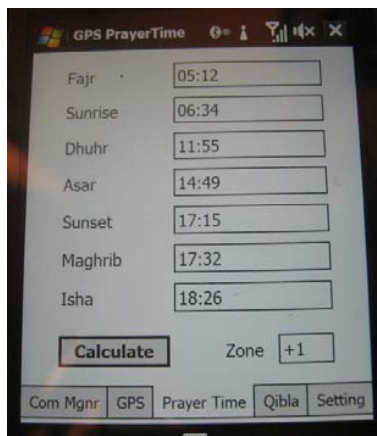 GPS PrayerTime
Fajr 05:12
Sunrise 06:34
Dhuhr 11:55
Asar 14:49
Sunset 17:15
Maghrib 17:32
Isha 18:26
Calculate Zone +1
Com Mgnr GPS Prayer Time Qibla Setting